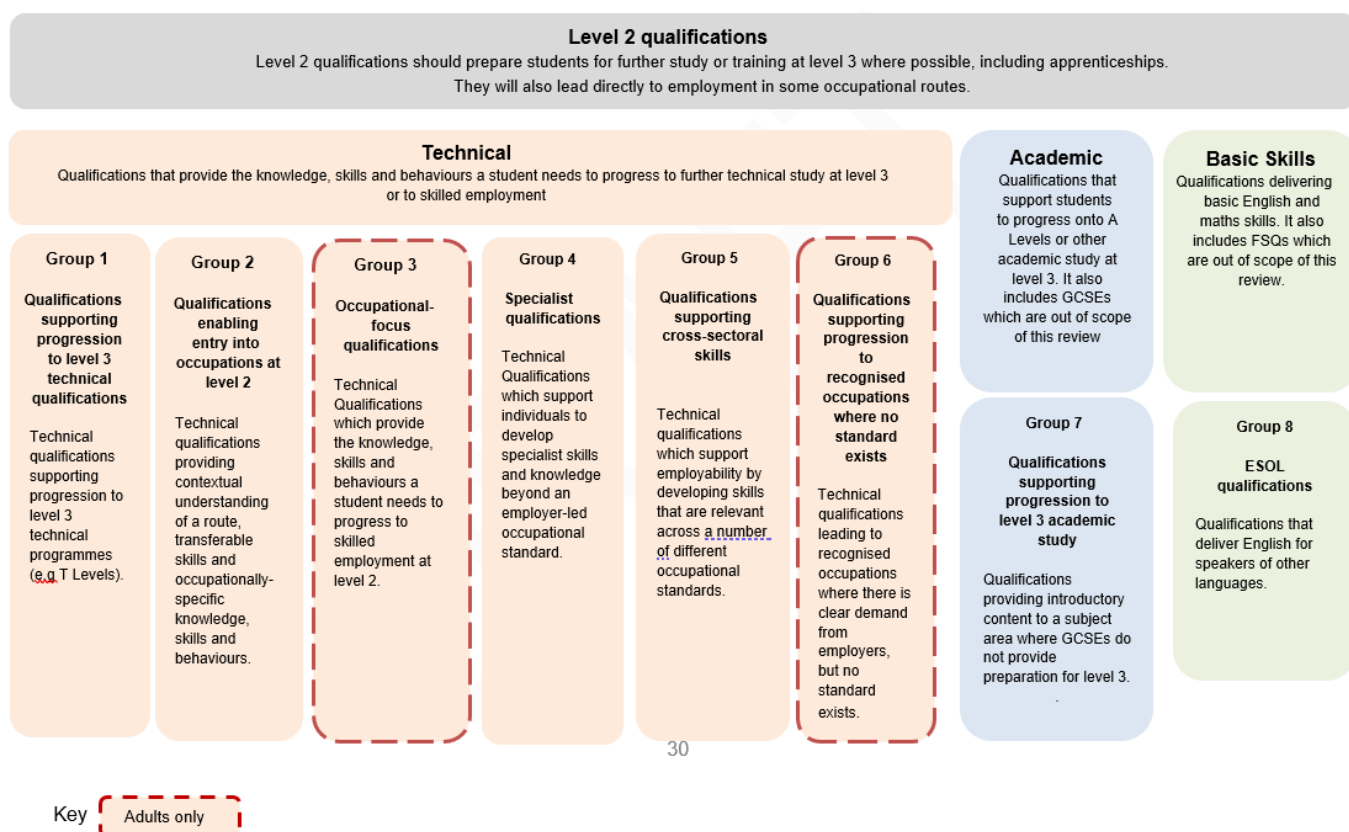 Level 2 qualifications
Level 2 qualifications should prepare students for further study or training at level 3 where possible, including apprenticeships.
They will also lead directly to employment in some occupational routes.
Technical
Qualifications that provide the knowledge, skills and behaviours a student needs to progress to further technical study at level 3
or to skilled employment
Group 1
Qualifications
supporting
progression
to level 3
technical
qualifications
Technical
qualifications
supporting
progression to
level 3
technical
programmes
(e.g T Levels).
Group 2
Qualifications
enabling
entry into
occupations at
level 2
Technical
qualifications
providing
contextual
understanding
of a route,
transferable
skills and
occupationally-
specific
knowledge,
skills and
behaviours.
Group 3
Occupational-
focus
qualifications
Technical
Qualifications
which provide
the knowledge,
skills and
behaviours a
student needs to
progress to
skilled
employment at
level 2.
Group 4
Specialist
qualifications
Technical
Qualifications
which support
individuals to
develop
specialist skills
and knowledge
beyond an
employer-led
occupational
standard.
Group 5
Qualifications
supporting
cross-sectoral
skills
Technical
qualifications
which support
employability by
developing skills
that are relevant
across a number
of different
occupational
standards.
Group 6
Qualifications
supporting
progression
to
recognised
occupations
where no
standard
exists
Technical
qualifications
leading to
recognised
occupations
where there is
clear demand
from
employers,
but no
standard
exists.
Academic
Qualifications that
support students
to progress onto A
Levels or other
academic study at
level 3. It also
includes GCSEs
which are out of scope
of this review
Group 7
Qualifications
supporting
progression to
level 3 academic
study
Qualifications
providing introductory
content to a subject
area where GCSEs do
not provide
preparation for level 3.
.
Basic Skills
Qualifications delivering
basic English and
maths skills. It also
includes FSQs which
are out of scope of this
review.
Group 8
ESOL
qualifications
Qualifications that
deliver English for
speakers of other
languages.
30
Key
Adults only